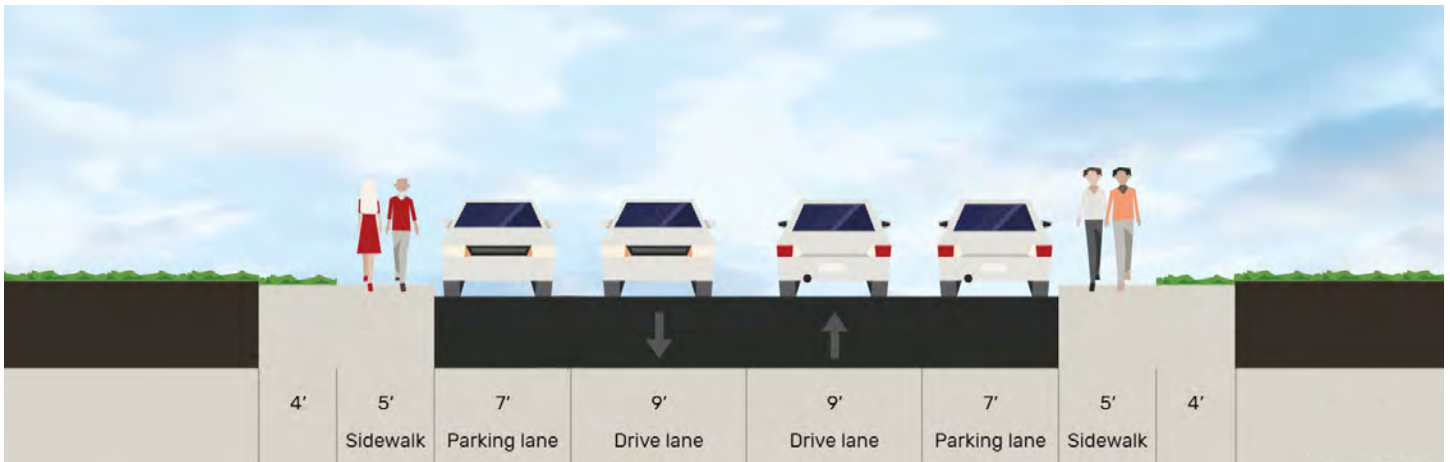 4’ 5’ 7’ 9’ 9’ 7’ 5’ 4’
Sidewalk Parking lane Drive lane Drive lane Parking lane Sidewalk